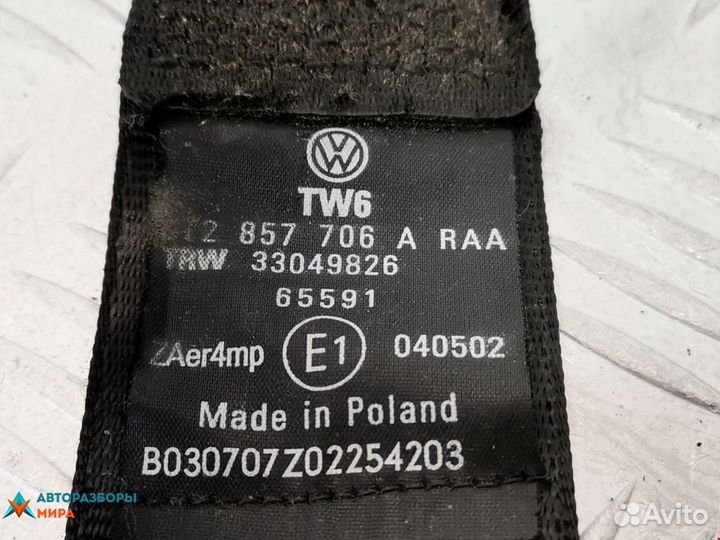 TW6
857 706 A RAA
TRW 33049826
65591
ZAer4mp E1 040502
Made in Poland
B030707Z02254203
АВТОРАЗБОРЫ
МИРА
Avito